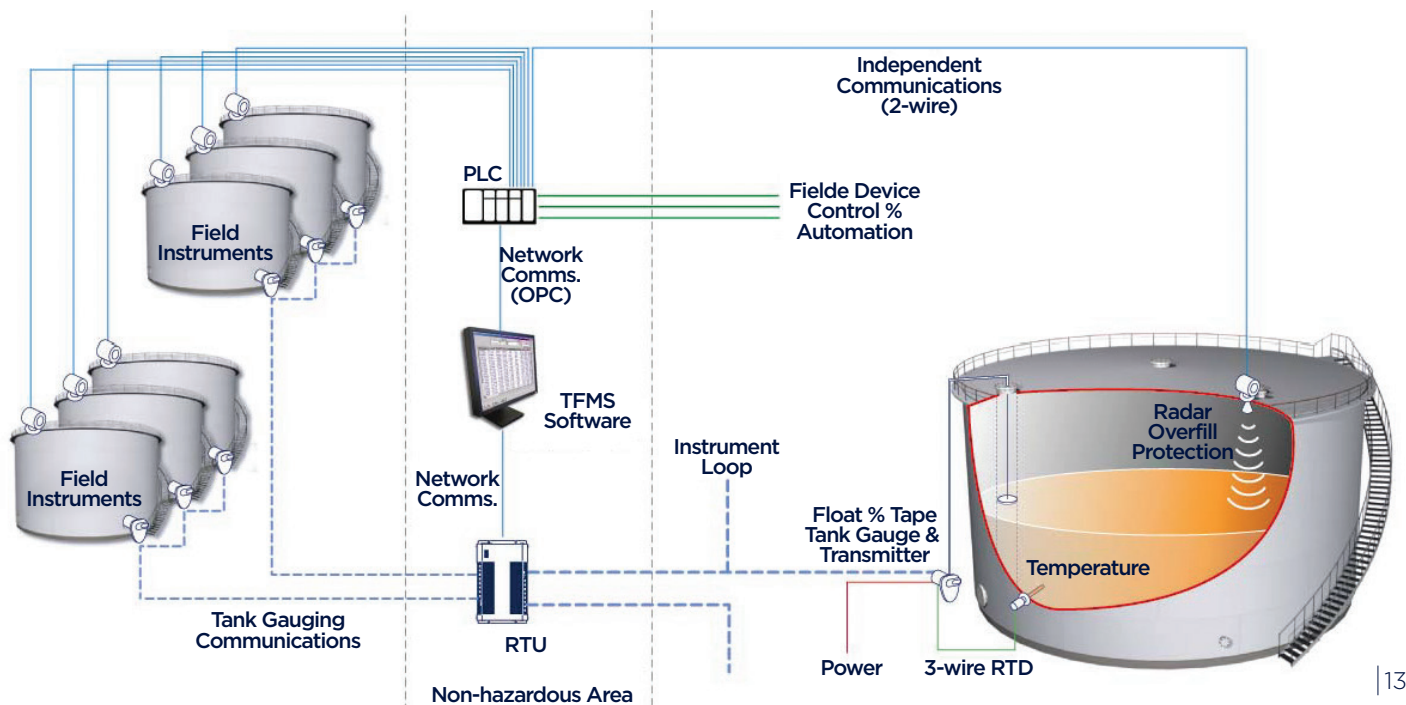 Independent
Communications
(2-wire)
PLC
Fielde Device
Control %
Automation
Field
Instruments
Network
Comms.
(OPC)
TFMS
Software
Radar
Overfill
Protection
Field
Instruments
Instrument
Loop
Network
Comms.
Float % Tape
Tank Gauge &
Transmitter
Temperature
Tank Gauging
Communications
RTU
Power
3-wire RTD
Non-hazardous Area
13